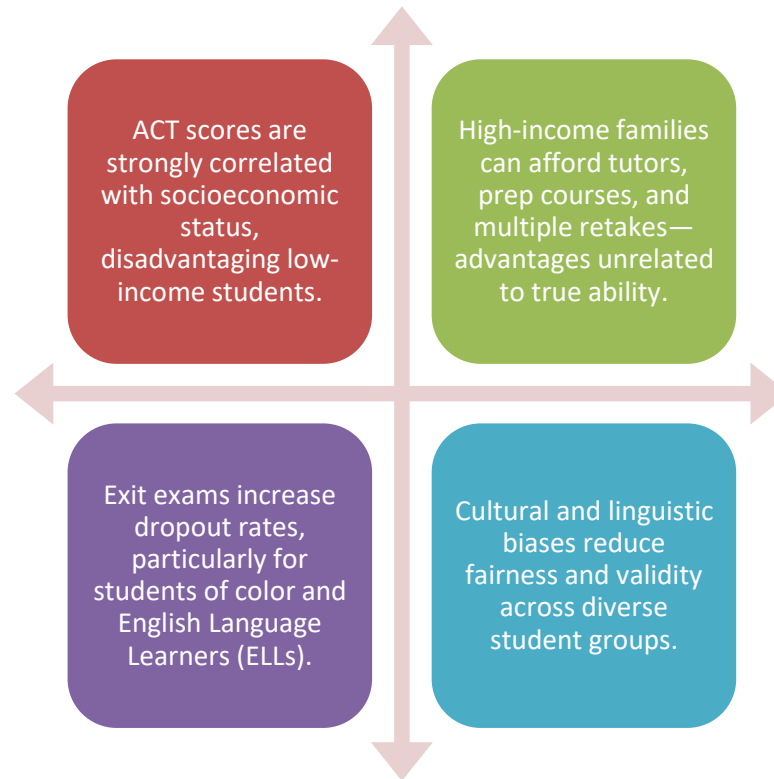 ACT scores are
strongly correlated
with socioeconomic
status,
disadvantaging low-
income students.
High-income families
can afford tutors,
prep courses, and
multiple retakes—
advantages unrelated
to true ability.
Exit exams increase
dropout rates,
particularly for
students of color and
English Language
Learners (ELLs).
Cultural and linguistic
biases reduce
fairness and validity
across diverse
student groups.